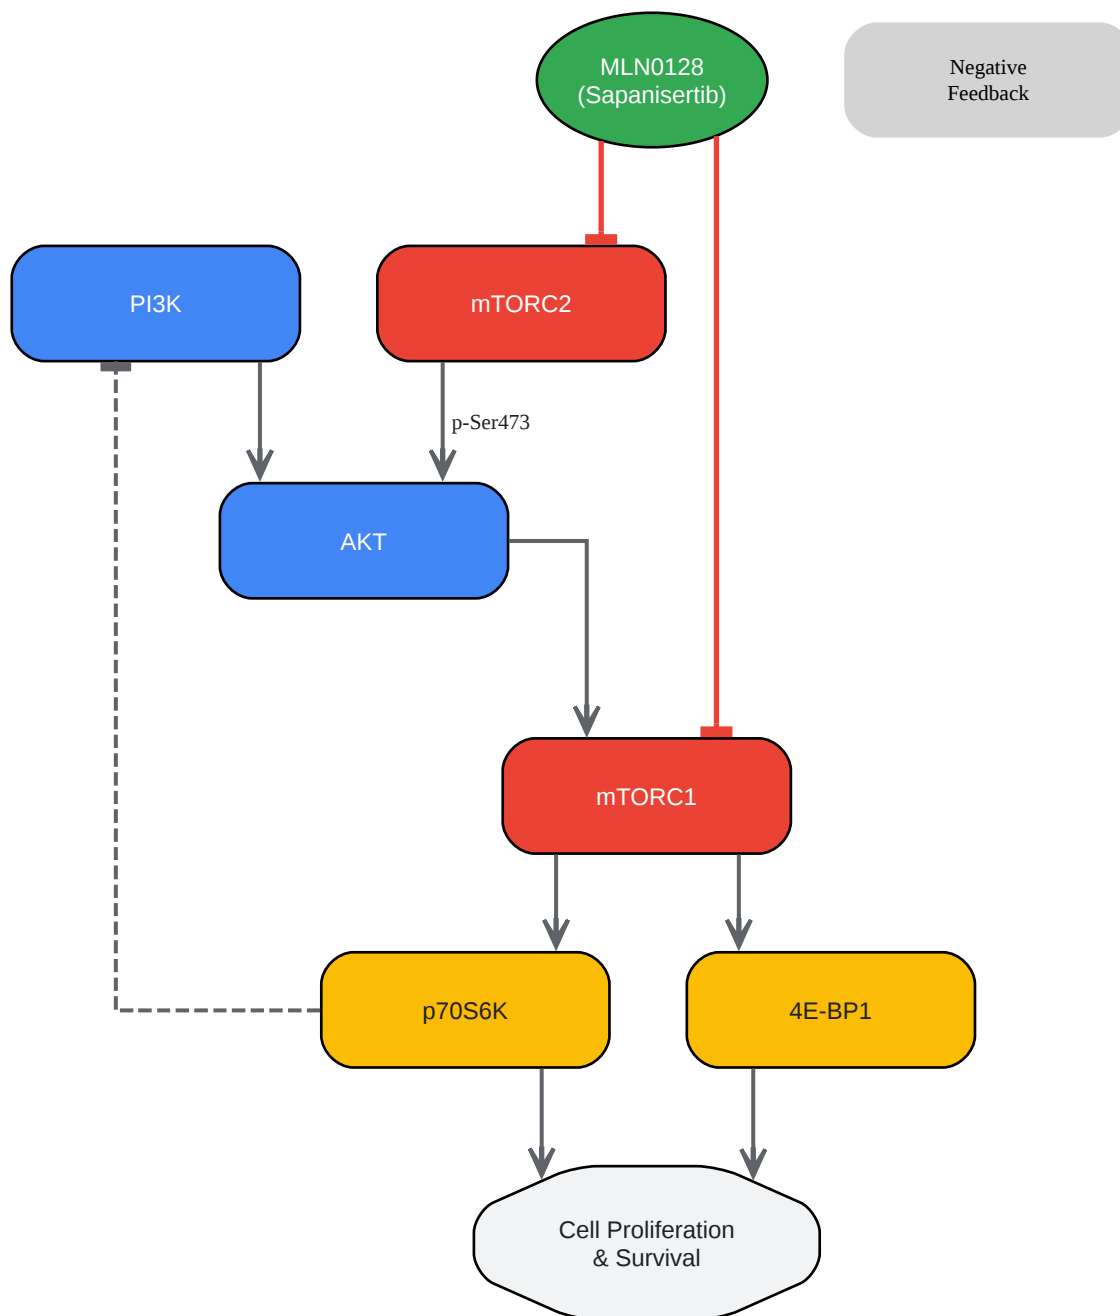 MLN0128
(Sapanisertib)
Negative
Feedback
PI3K
mTORC2
p-Ser473
AKT
mTORC1
p70S6K
4E-BP1
Cell Proliferation
& Survival